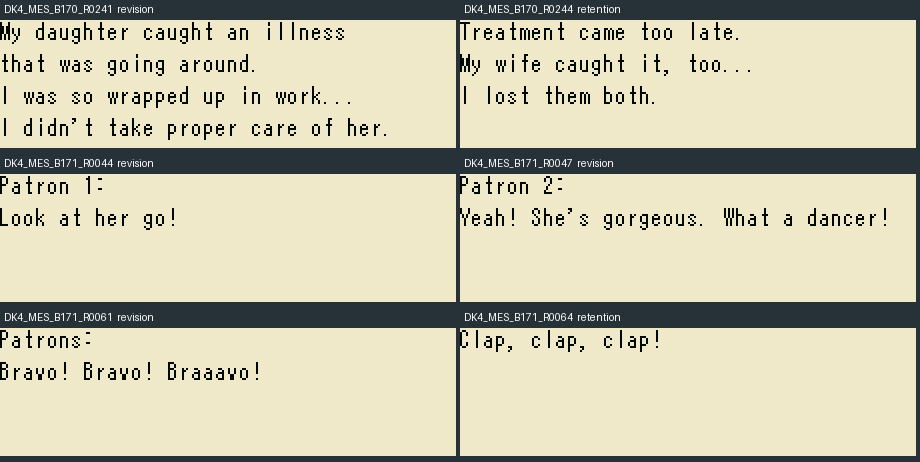 DK4_MES_B170_R0241 revision
My daughter caught an illness
that was going around.
I was so wrapped up in work...
I didn't take proper care of her.
DK4_MES_B170_R0244 retention
Treatment came too late.
My wife caught it, too...
I lost them both.
DK4_MES_B171_R0044 revision
Patron 1:
Look at her go!
DK4_MES_B171_R0047 revision
Patron 2:
Yeah! She's gorgeous. What a dancer!
DK4_MES_B171_R0061 revision
Patrons:
Bravo! Bravo! Braaavo!
DK4_MES_B171_R0064 retention
Clap, clap, clap!